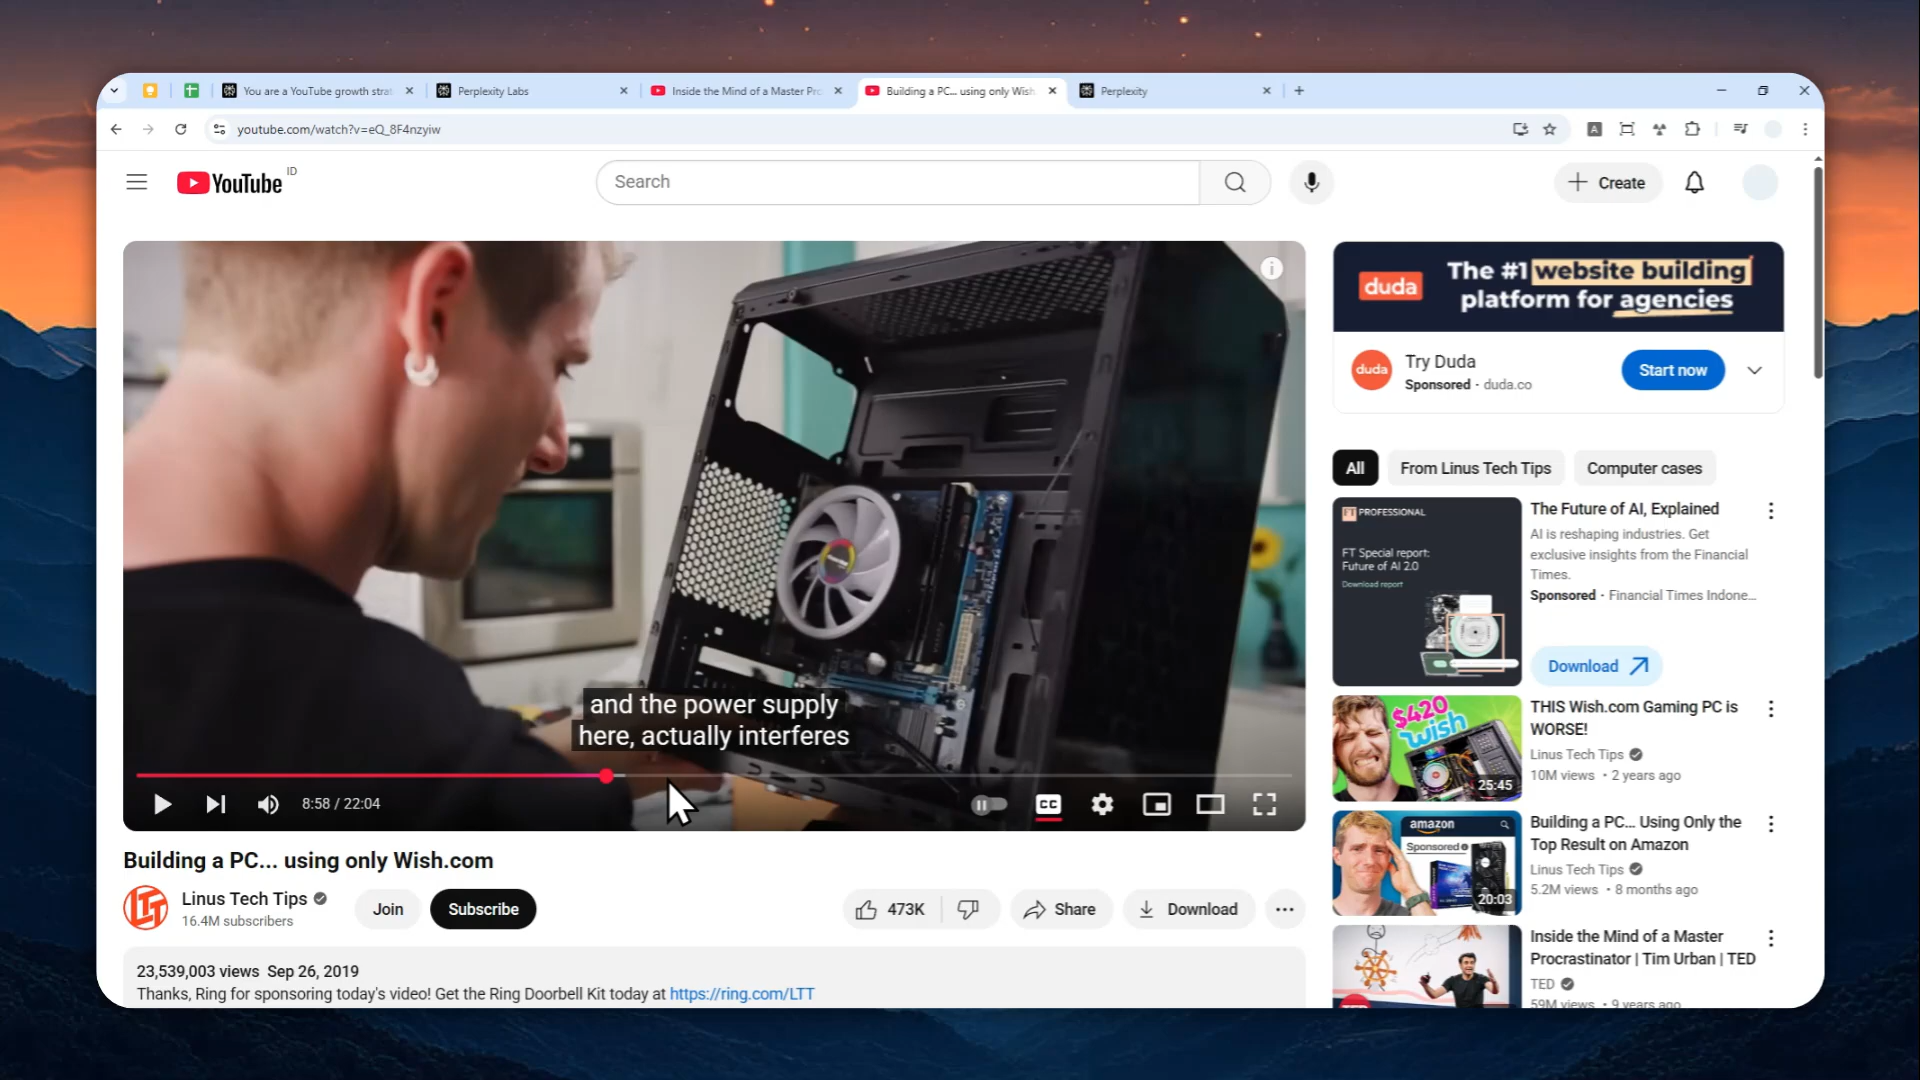 You are a YouTube growth strat
Perplexity Labs
Inside the Mind of a Master Pro
Building a PC... using only Wish
Perplexity
youtube.com/watch?v=eQ_8F4nzyiw
A
YouTube ID
Search
Create
duda
The #1 website building
platform for agencies
duda
Try Duda
Sponsored · duda.co
Start now
All
From Linus Tech Tips
Computer cases
FT PROFESSIONAL
FT Special report:
Future of AI 2.0
Download report
The Future of AI, Explained
AI is reshaping industries. Get
exclusive insights from the Financial
Times.
Sponsored · Financial Times Indone...
Download
and the power supply
here, actually interferes
8:58 / 22:04
CC
$420
wish
25:45
THIS Wish.com Gaming PC is
WORSE!
Linus Tech Tips
10M views • 2 years ago
amazon
Sponsored
20:03
Building a PC... Using Only the
Top Result on Amazon
Linus Tech Tips
5.2M views • 8 months ago
Inside the Mind of a Master
Procrastinator | Tim Urban | TED
TED
59M views • 9 years ago
Building a PC... using only Wish.com
LTT
Linus Tech Tips
16.4M subscribers
Join
Subscribe
473K
Share
Download
23,539,003 views Sep 26, 2019
Thanks, Ring for sponsoring today's video! Get the Ring Doorbell Kit today at https://ring.com/LTT